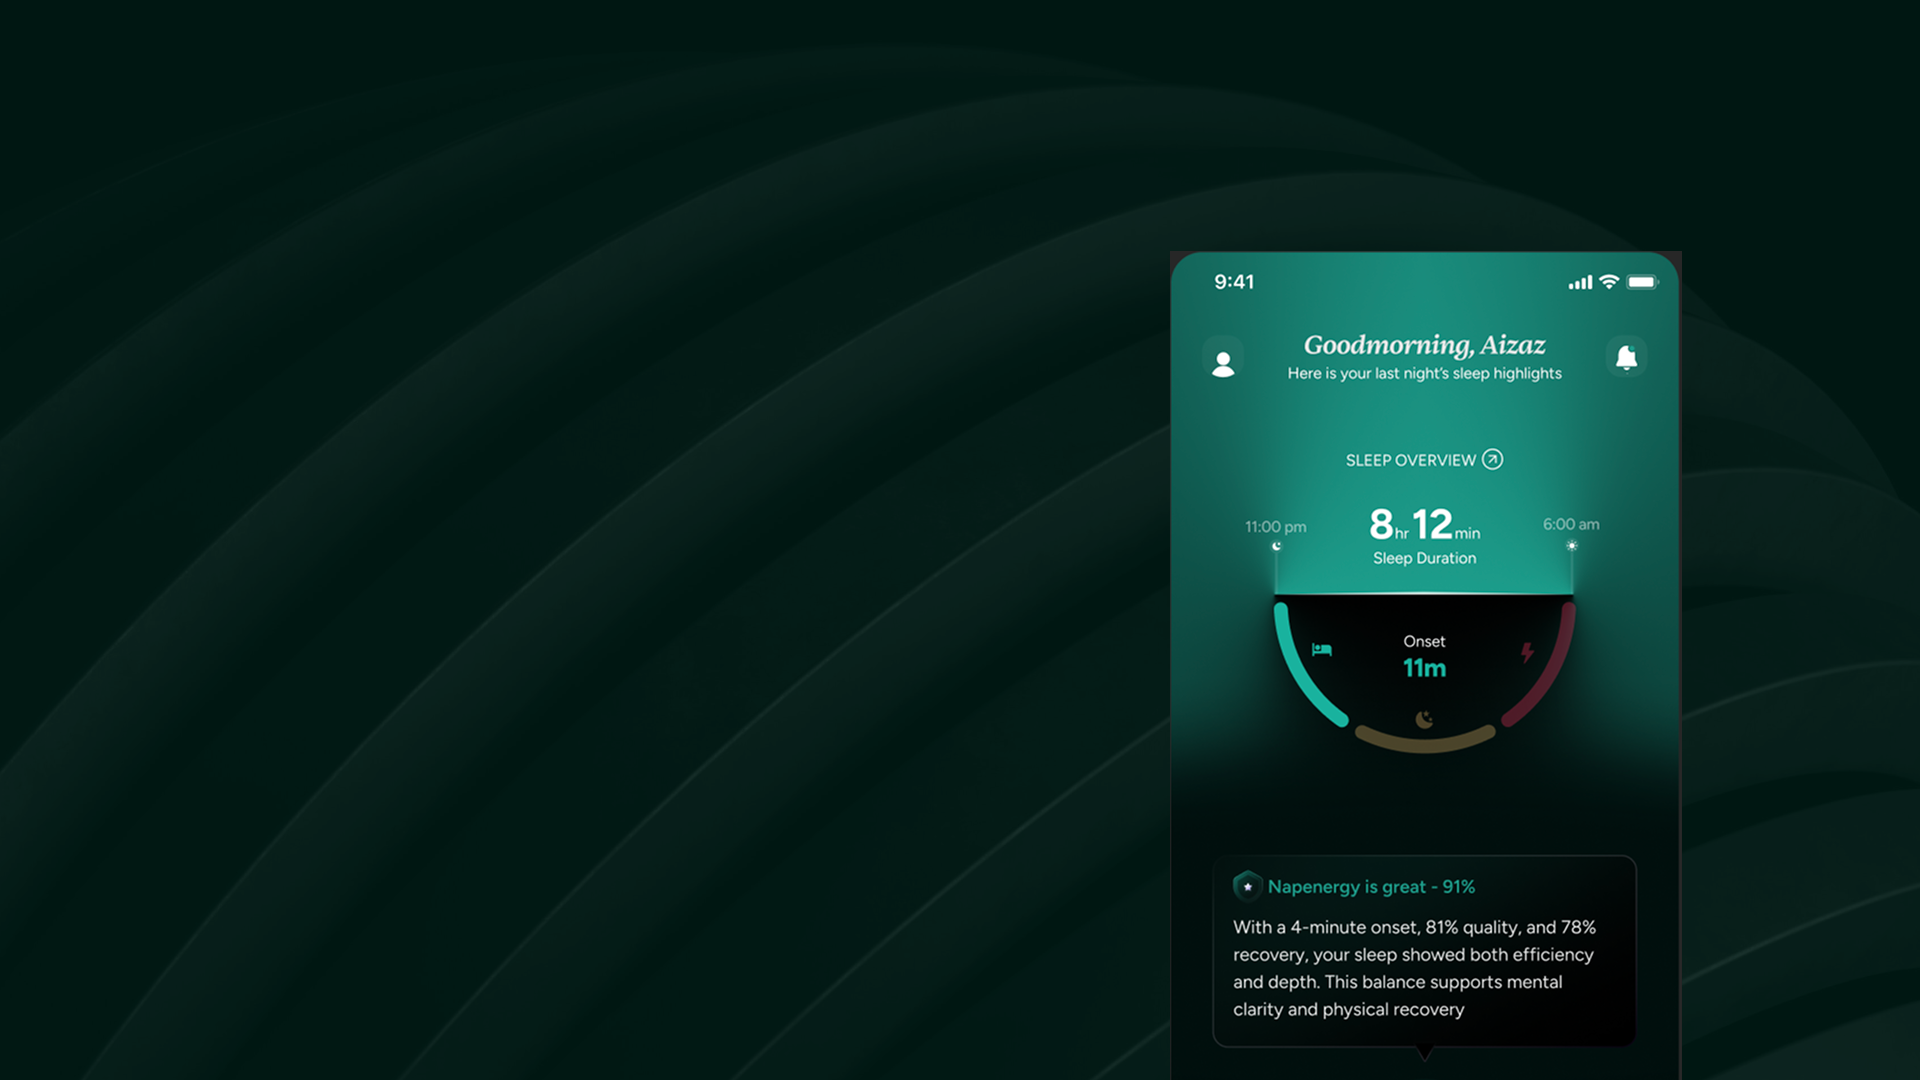 9:41
Goodmorning, Aizaz
Here is your last night's sleep highlights
SLEEP OVERVIEW
11:00 pm
8hr 12min
6:00 am
Sleep Duration
Onset
11m
Napenergy is great - 91%
With a 4-minute onset, 81% quality, and 78%
recovery, your sleep showed both efficiency
and depth. This balance supports mental
clarity and physical recovery